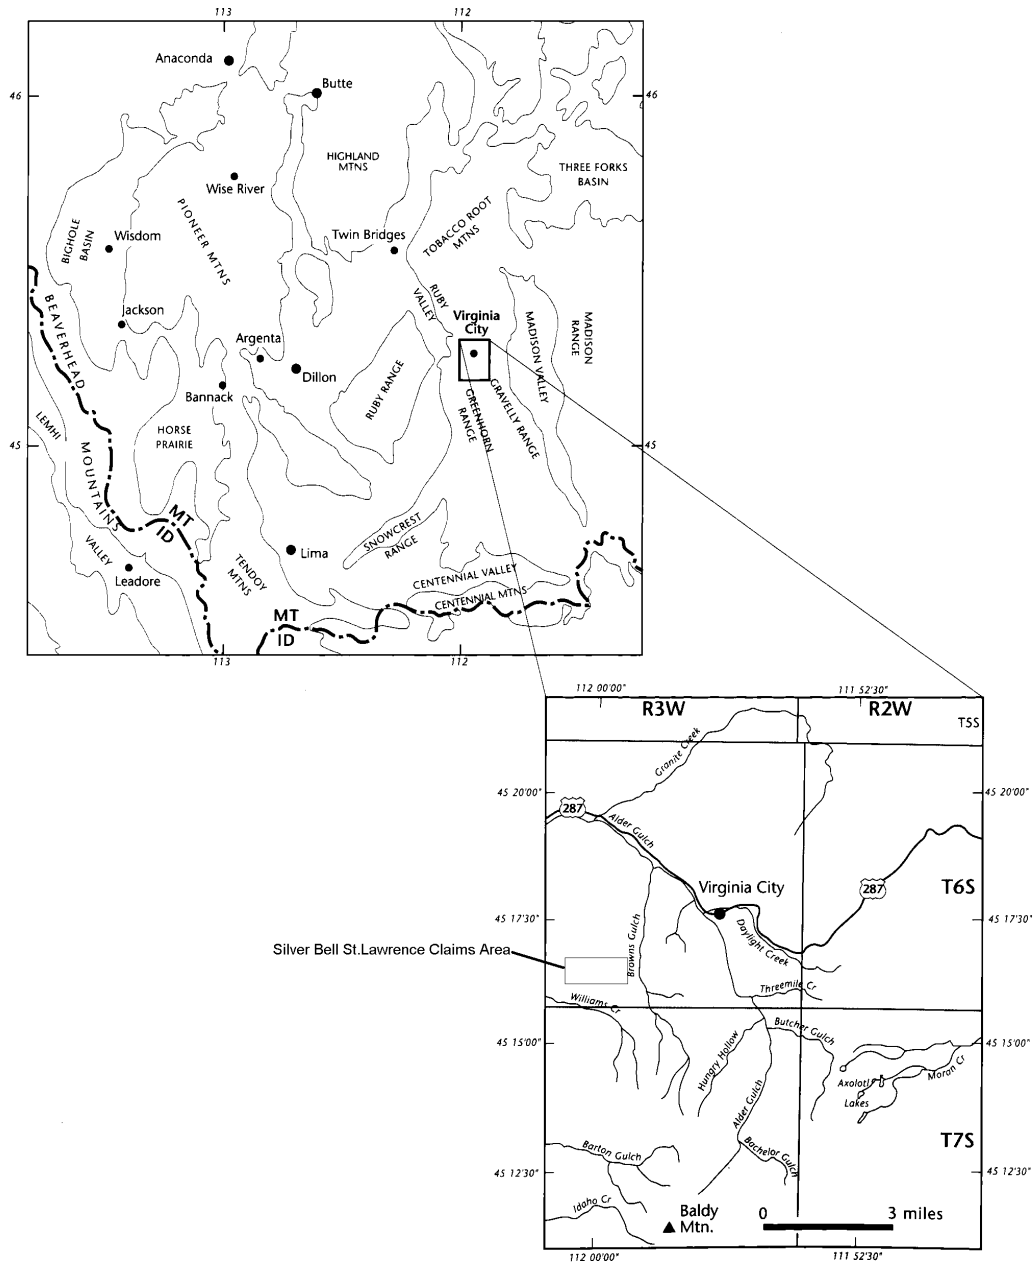 113
112
Anaconda
Butte
46
46
HIGHLAND
MTNS
THREE FORKS
BASIN
Wise River
PIONEER MTNS
TOBACCO ROOT
MTNS
BIGHOLE
BASIN
Wisdom
Twin Bridges
BEAVERHEAD
MOUNTAINS
Jackson
RUBY
VALLEY
Virginia
City
MADISON VALLEY
MADISON
RANGE
Argenta
Dillon
RUBY RANGE
Bannack
GREENHORN
RANGE
GRAVELLY RANGE
LEMHI
VALLEY
HORSE
PRAIRIE
45
45
MT
ID
SNOWCREST
RANGE
Lima
TENDOY
MTNS
Leadore
CENTENNIAL VALLEY
CENTENNIAL MTNS
MT
ID
113
112
112 00'00"
111 52'30"
R3W
R2W
T5S
Granite Creek
45 20'00"
45 20'00"
287
Alder Gulch
Virginia City
287
T6S
45 17'30"
45 17'30"
Browns Gulch
Daylight Creek
Silver Bell St.Lawrence Claims Area
Threemile Cr
Williams Cr
Butcher Gulch
45 15'00"
45 15'00"
Hungry Hollow
Moran Cr
Axolotl
Lakes
Alder Gulch
T7S
Barton Gulch
Bachelor Gulch
45 12'30"
45 12'30"
Idaho Cr
Baldy
Mtn.
0
3 miles
112 00'00"
111 52'30"